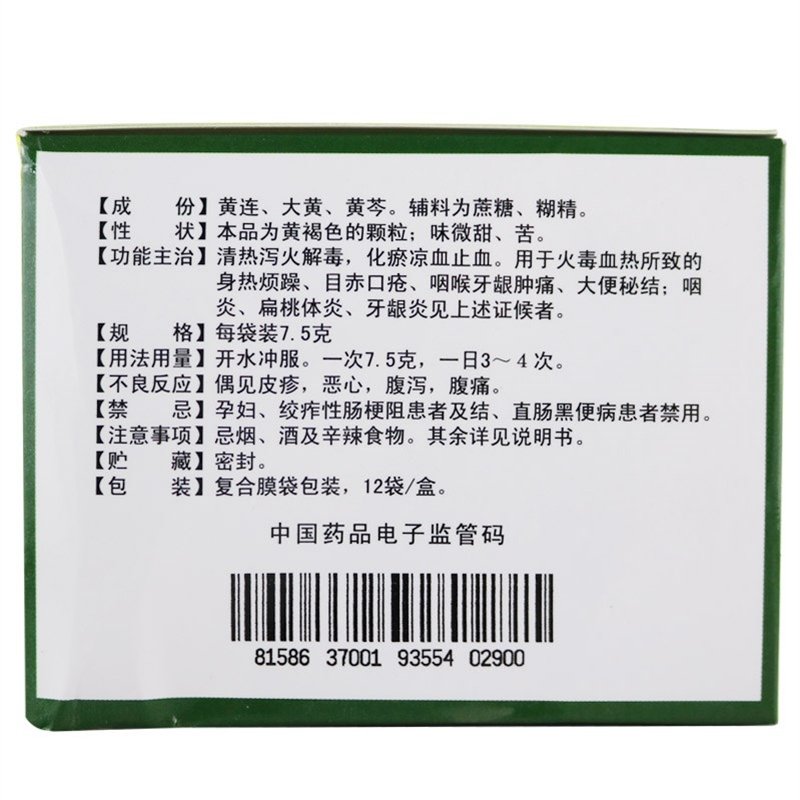 【成 份】黄连、大黄、黄芩。辅料为蔗糖、糊精。
【性 状】本品为黄褐色的颗粒；味微甜、苦。
【功能主治】清热泻火解毒，化瘀凉血止血。用于火毒血热所致的
身热烦躁、目赤口疮、咽喉牙龈肿痛、大便秘结；咽
炎、扁桃体炎、牙龈炎见上述证候者。
【规 格】每袋装7.5克
【用法用量】开水冲服。一次7.5克，一日3～4次。
【不良反应】偶见皮疹，恶心，腹泻，腹痛。
【禁 忌】孕妇、绞痄性肠梗阻患者及结、直肠黑便病患者禁用。
【注意事项】忌烟、酒及辛辣食物。其余详见说明书。
【贮 藏】密封。
【包 装】复合膜袋包装，12袋/盒。
中国药品电子监管码
81586 37001 93554 02900